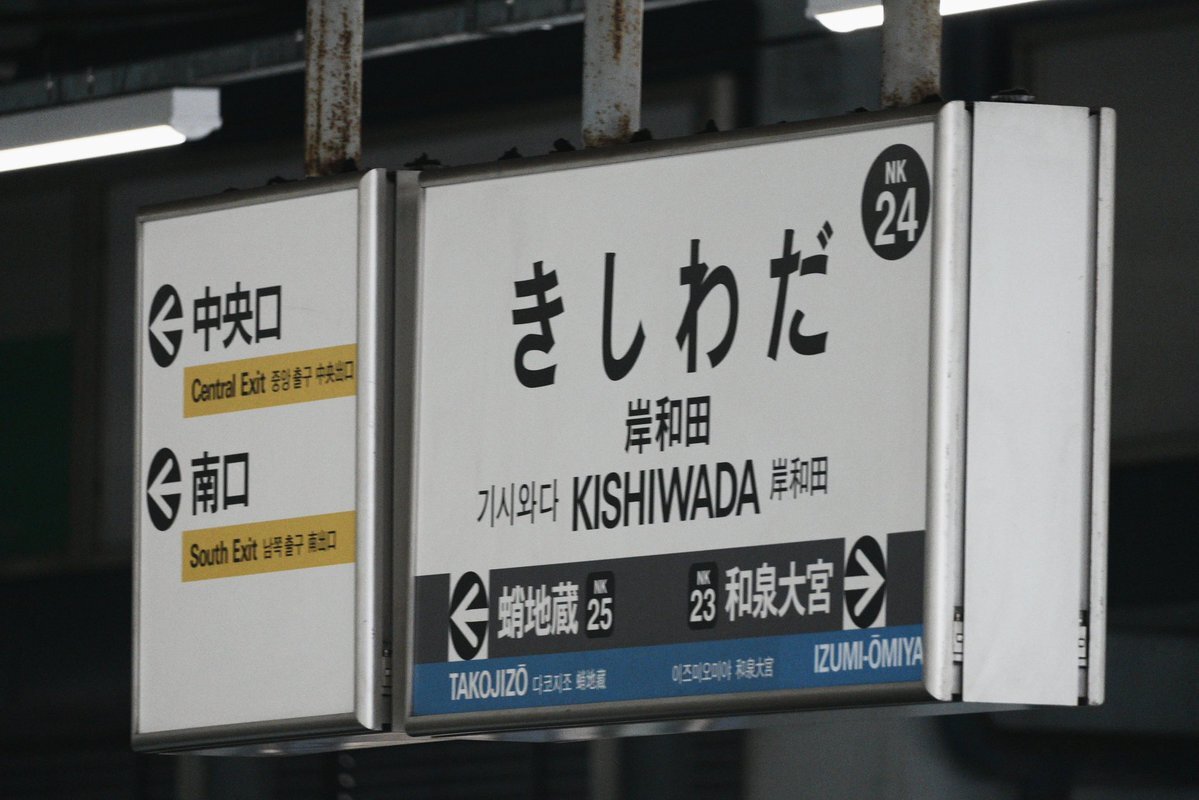 中央口
Central Exit 중앙 출구 中央出口
南口
South Exit 남쪽 출구 南出口
NK
24
きしわだ
岸和田
기시와다 KISHIWADA 岸和田
蛸地蔵 NK 25 NK 23 和泉大宮
TAKOJIZŌ 다코지조 蛸地藏 이즈미오미야 和泉大宮 IZUMI-ŌMIYA